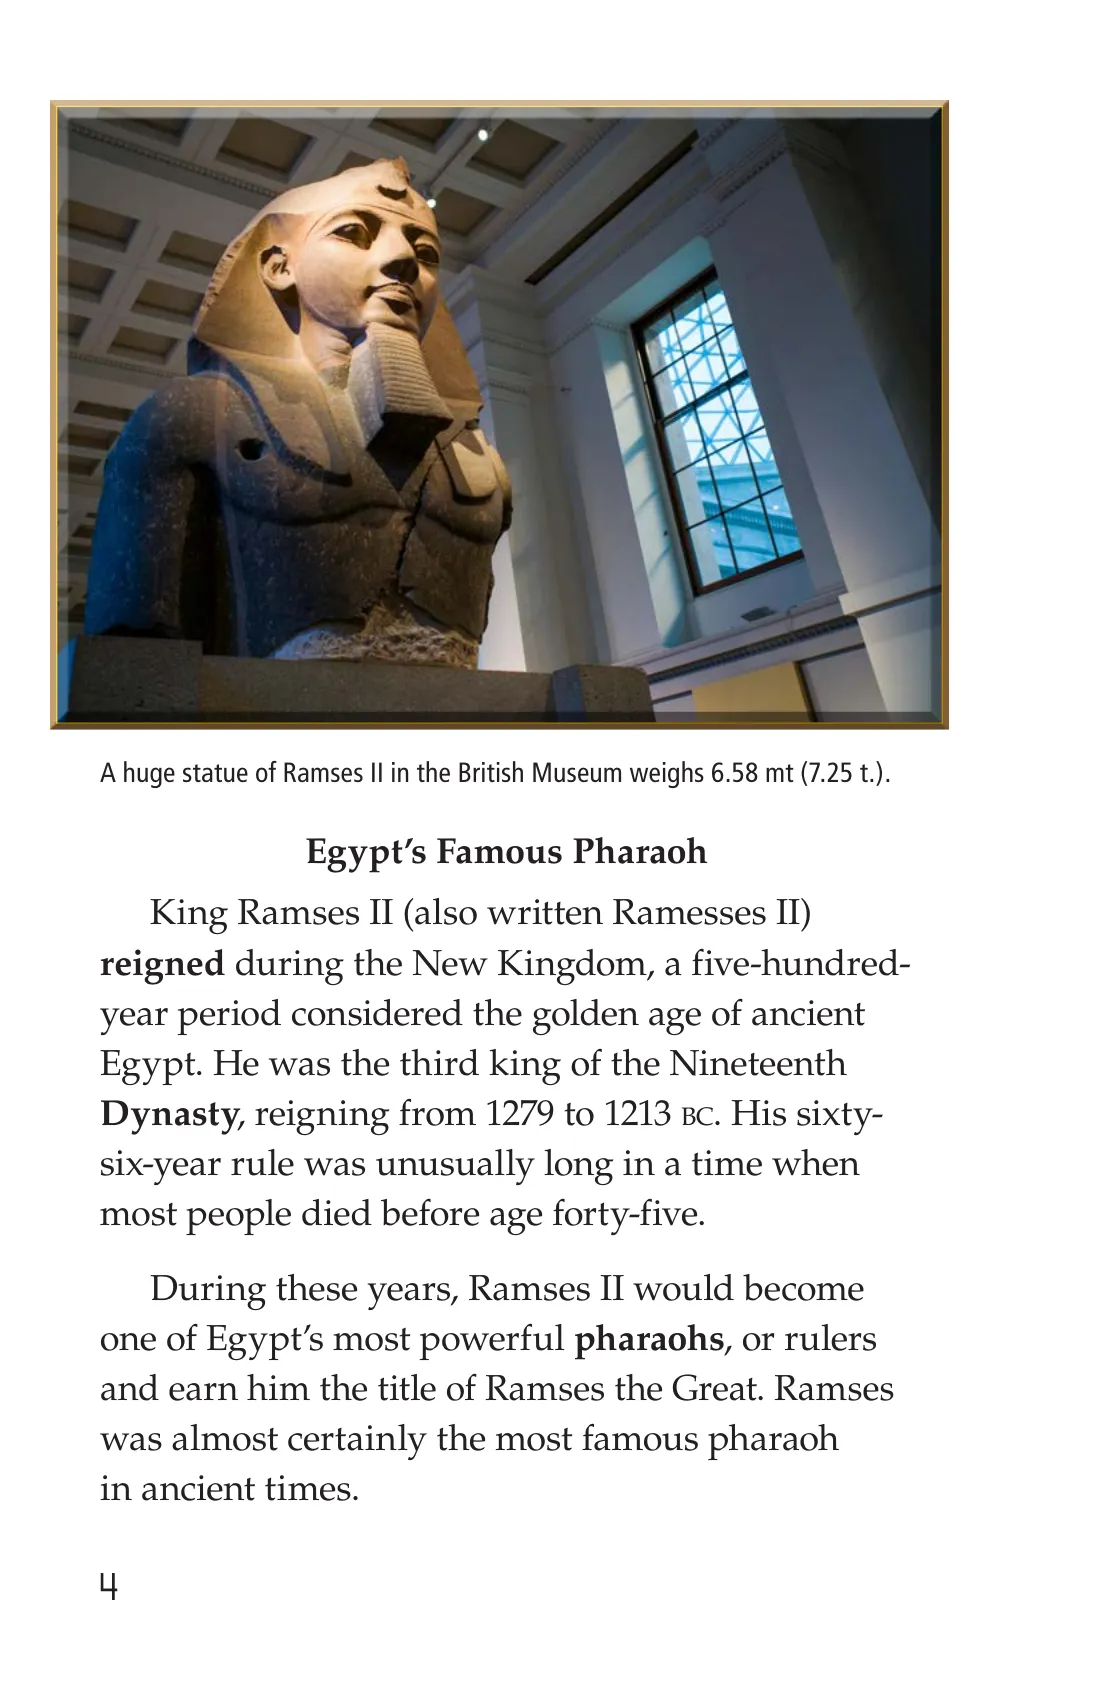 A huge statue of Ramses II in the British Museum weighs 6.58 mt (7.25 t.).
Egypt’s Famous Pharaoh
King Ramses II (also written Ramesses II)
reigned during the New Kingdom, a five-hundred-
year period considered the golden age of ancient
Egypt. He was the third king of the Nineteenth
Dynasty, reigning from 1279 to 1213 BC. His sixty-
six-year rule was unusually long in a time when
most people died before age forty-five.
During these years, Ramses II would become
one of Egypt’s most powerful pharaohs, or rulers
and earn him the title of Ramses the Great. Ramses
was almost certainly the most famous pharaoh
in ancient times.
4